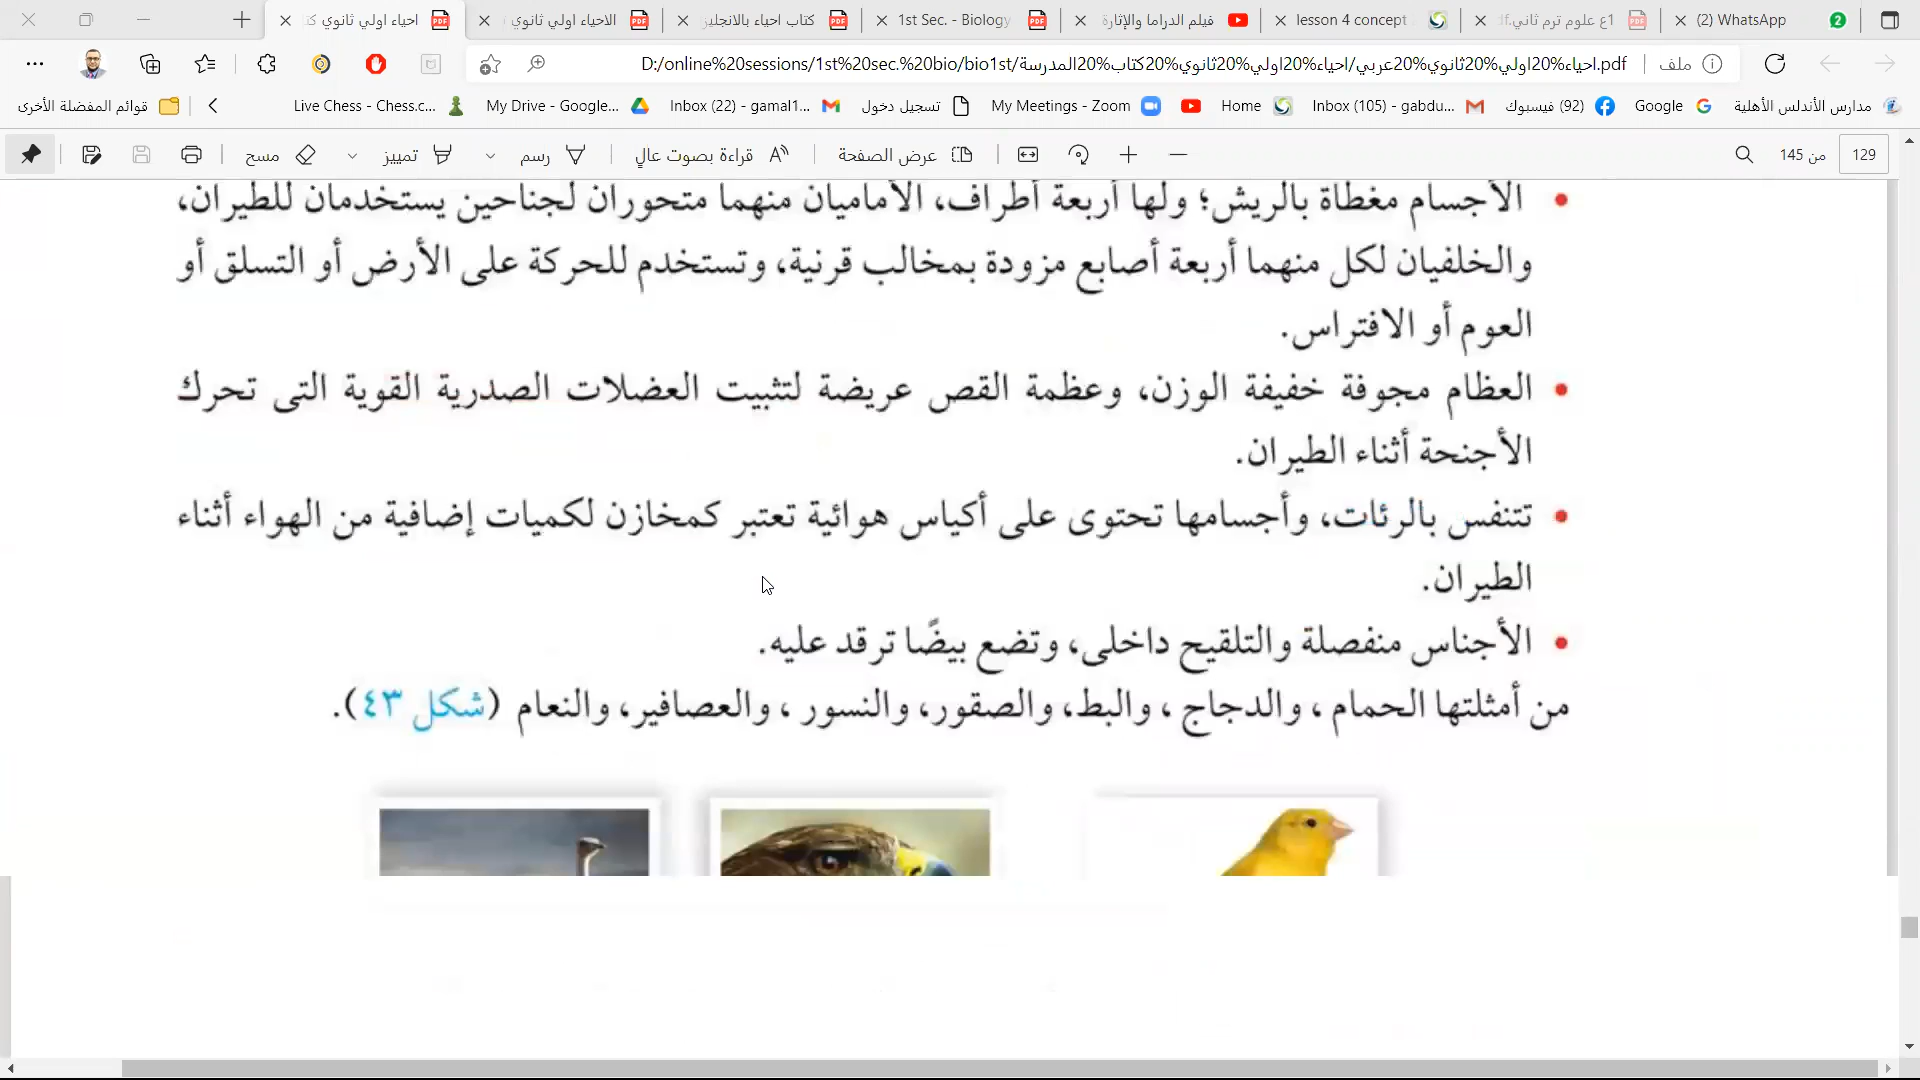 احياء اولي ثانوي كتا
الاحياء اولي ثانوي
كتاب احياء بالانجليز
1st Sec. - Biology
فيلم الدراما والإثارة
lesson 4 concept
1ع علوم ترم ثاني.pdf
(2) WhatsApp
D:/online%20sessions/1st%20sec.%20bio/bio1st/احياء%20اولي%20ثانوي%20عربي/احياء%20اولي%20ثانوي%20كتاب%20المدرسة.pdf
ملف
قوائم المفضلة الأخرى
Live Chess - Chess.c...
My Drive - Google...
Inbox (22) - gamal1...
تسجيل دخول
My Meetings - Zoom
Home
Inbox (105) - gabdu...
(92) فيسبوك
Google
مدارس الأندلس الأهلية
مسح
تمييز
رسم
قراءة بصوت عالٍ
عرض الصفحة
من 145
129
• الأجسام مغطاة بالريش؛ ولها أربعة أطراف، الأماميان منهما متحوران لجناحين يستخدمان للطيران،
والخلفيان لكل منهما أربعة أصابع مزودة بمخالب قرنية، وتستخدم للحركة على الأرض أو التسلق أو
العوم أو الافتراس.
• العظام مجوفة خفيفة الوزن، وعظمة القص عريضة لتثبيت العضلات الصدرية القوية التى تحرك
الأجنحة أثناء الطيران.
• تتنفس بالرئات، وأجسامها تحتوى على أكياس هوائية تعتبر كمخازن لكميات إضافية من الهواء أثناء
الطيران.
• الأجناس منفصلة والتلقيح داخلى، وتضع بيضًا ترقد عليه.
من أمثلتها الحمام ، والدجاج ، والبط، والصقور، والنسور ، والعصافير، والنعام (شكل ٤٣).